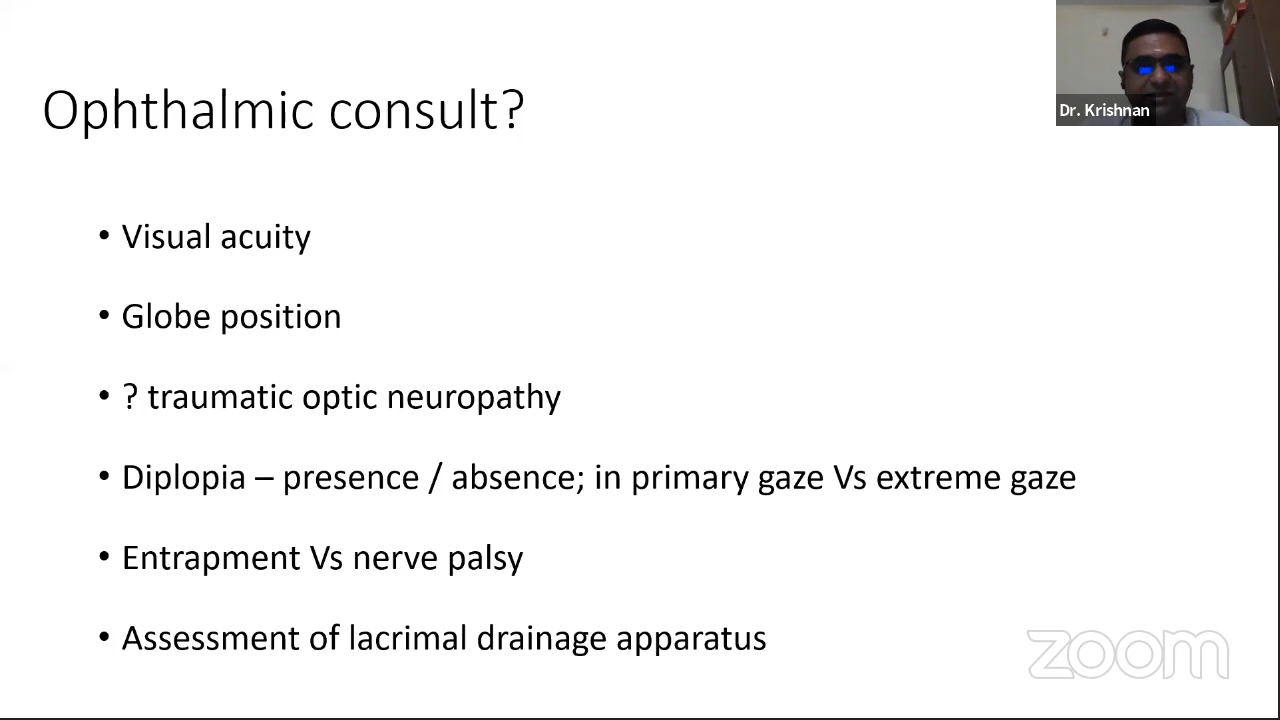 Ophthalmic consult?
Dr. Krishnan
• Visual acuity
• Globe position
• ? traumatic optic neuropathy
• Diplopia – presence / absence; in primary gaze Vs extreme gaze
• Entrapment Vs nerve palsy
• Assessment of lacrimal drainage apparatus
zoom